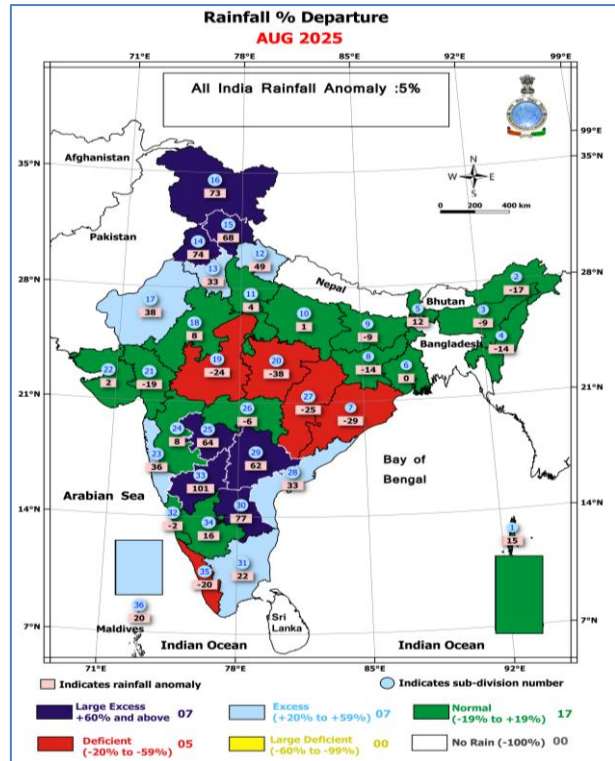 Rainfall % Departure
AUG 2025
71°E 78°E 85°E 92°E 99°E
All India Rainfall Anomaly :5%
99°E
35°N
35°N
Afghanistan
N
W E
S
0 200 400 km
16
73
15
68
Pakistan
14
74
12
49
13
33
28°N
28°N
Nepal
2
-17
17
38
11
4
Bhutan
5
12
3
-9
10
1
18
8
9
-9
4
-14
Bangladesh
8
-14
6
0
22
2
21
-19
19
-24
20
-38
21°N
21°N
27
-25
7
-29
26
-6
24
8
25
64
23
36
29
62
28
33
Bay of
Bengal
33
101
Arabian Sea
14°N
14°N
30
77
32
-2
34
16
1
15
35
-20
31
22
36
20
7°N
7°N
Maldives
Sri
Lanka
Indian Ocean
Indian Ocean
71°E 78°E 85°E 92°E
Indicates rainfall anomaly
Indicates sub-division number
Large Excess
+60% and above 07
Excess
(+20% to +59%) 07
Normal
(-19% to +19%) 17
Deficient
(-20% to -59%) 05
Large Deficient
(-60% to -99%) 00
No Rain (-100%) 00